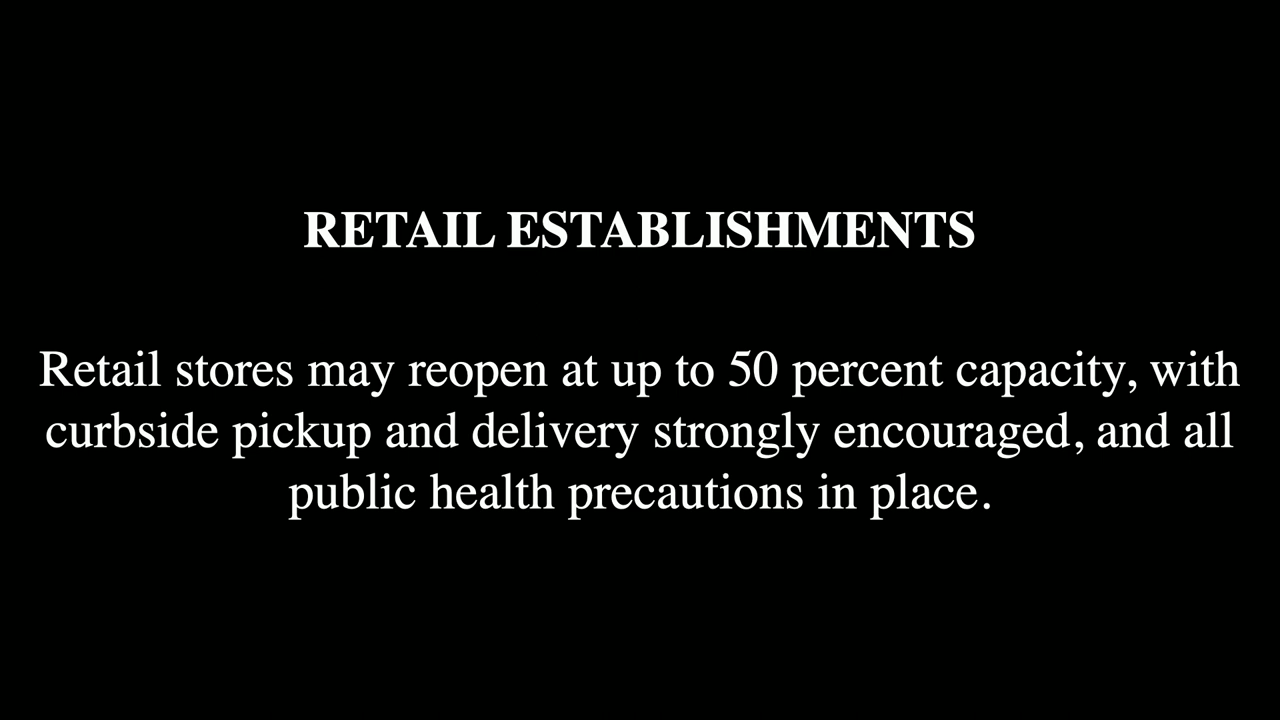 RETAIL ESTABLISHMENTS
Retail stores may reopen at up to 50 percent capacity, with
curbside pickup and delivery strongly encouraged, and all
public health precautions in place.